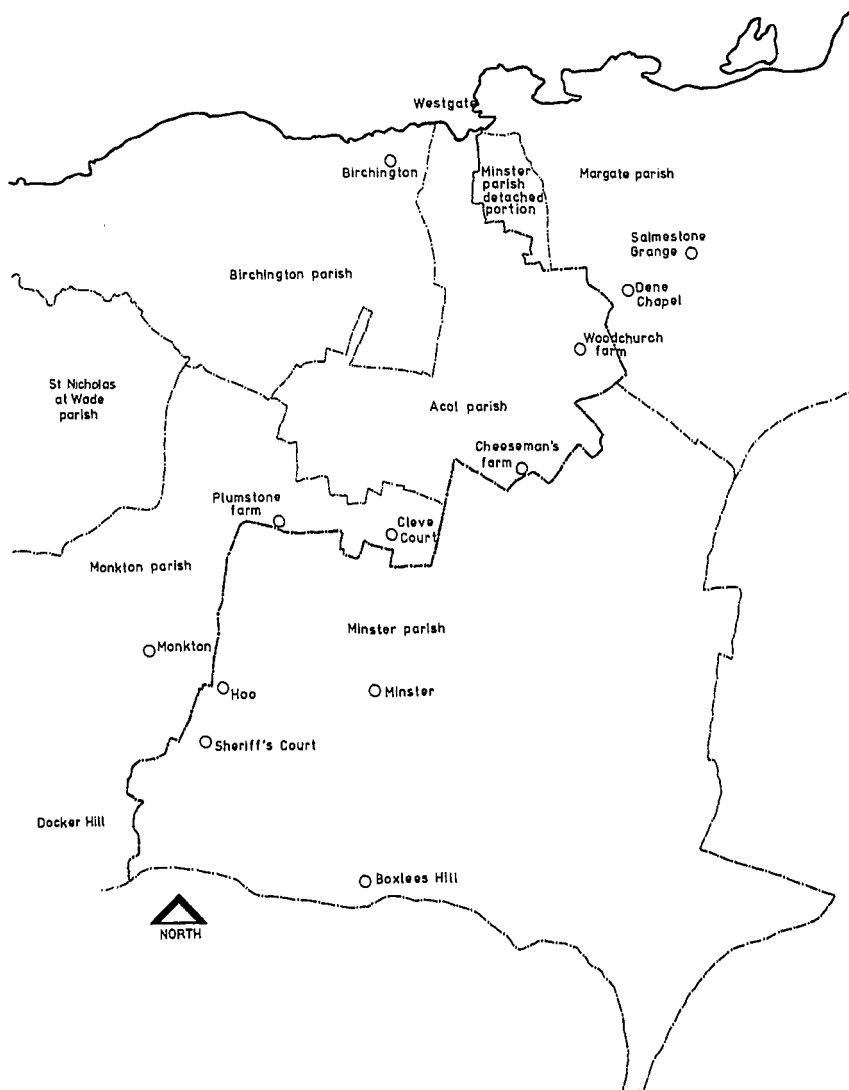 Westgate
Birchington
Minster
parish
detached
portion
Margate parish
Salmestone
Grange
Birchington parish
Dene
Chapel
Woodchurch
farm
St Nicholas
at Wade
parish
Acol parish
Cheeseman's
farm
Plumstone
farm
Cleve
Court
Monkton parish
Minster parish
Monkton
Hoo
Minster
Sheriff's Court
Docker Hill
Boxlees Hill
NORTH